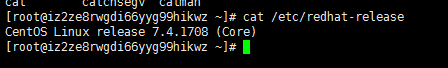 cat        catchsegv  catman
[root@iz2ze8rwgdi66yyg99hikwz ~]# cat /etc/redhat-release
CentOS Linux release 7.4.1708 (Core)
[root@iz2ze8rwgdi66yyg99hikwz ~]#